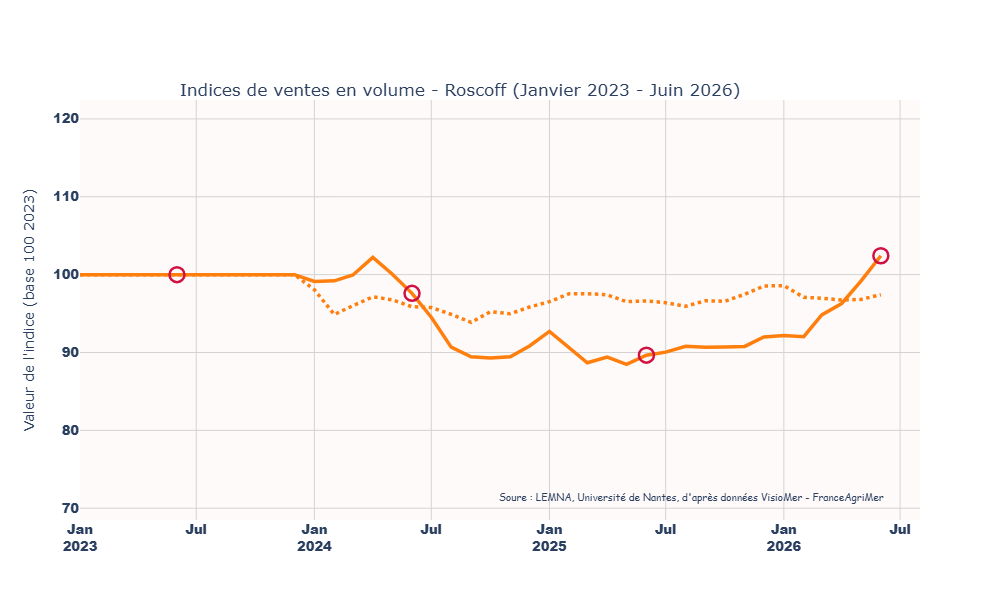 Indices de ventes en volume - Roscoff (Janvier 2023 - Juin 2026)
Valeur de l'indice (base 100 2023)
120
110
100
90
80
70
Soure : LEMNA, Université de Nantes, d'après données VisioMer - FranceAgriMer
Jan Jul Jan Jul Jan Jul Jan Jul
2023 2024 2025 2026